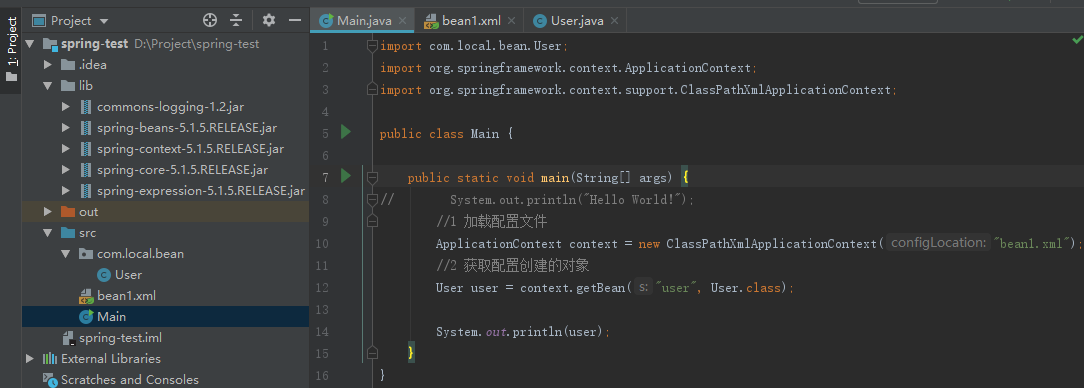 1: Project
Project
spring-test D:\Project\spring-test
.idea
lib
commons-logging-1.2.jar
spring-beans-5.1.5.RELEASE.jar
spring-context-5.1.5.RELEASE.jar
spring-core-5.1.5.RELEASE.jar
spring-expression-5.1.5.RELEASE.jar
out
src
com.local.bean
User
bean1.xml
Main
spring-test.iml
External Libraries
Scratches and Consoles
Main.java bean1.xml User.java
1 import com.local.bean.User;
2 import org.springframework.context.ApplicationContext;
3 import org.springframework.context.support.ClassPathXmlApplicationContext;
4
5 public class Main {
6
7 public static void main(String[] args) {
8 // System.out.println("Hello World!");
9 //1 加载配置文件
10 ApplicationContext context = new ClassPathXmlApplicationContext( configLocation: "bean1.xml");
11 //2 获取配置创建的对象
12 User user = context.getBean( s: "user", User.class);
13
14 System.out.println(user);
15 }
16 }